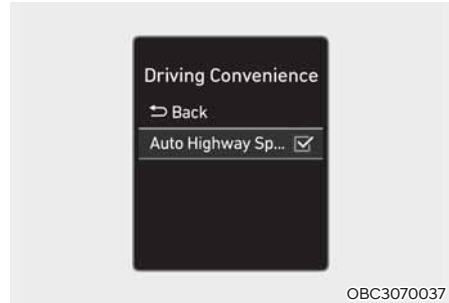 Driving Convenience
⮌ Back
Auto Highway Sp...
OBC3070037